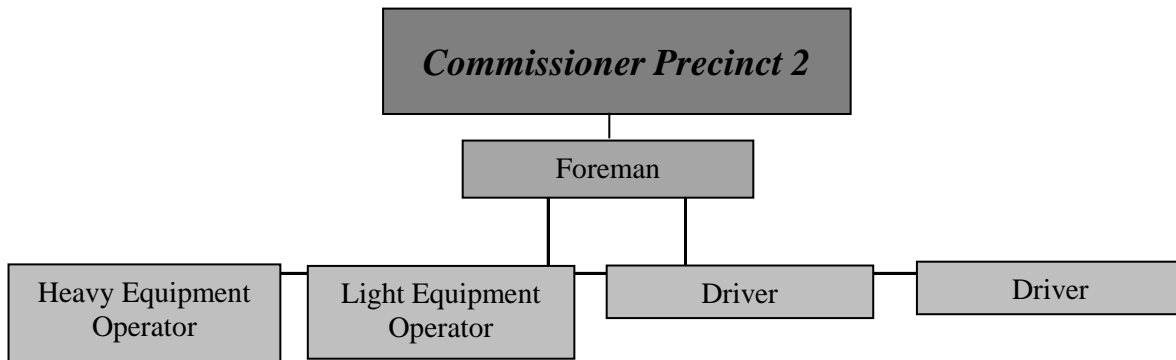 Commissioner Precinct 2
Foreman
Heavy Equipment
Operator
Light Equipment
Operator
Driver
Driver